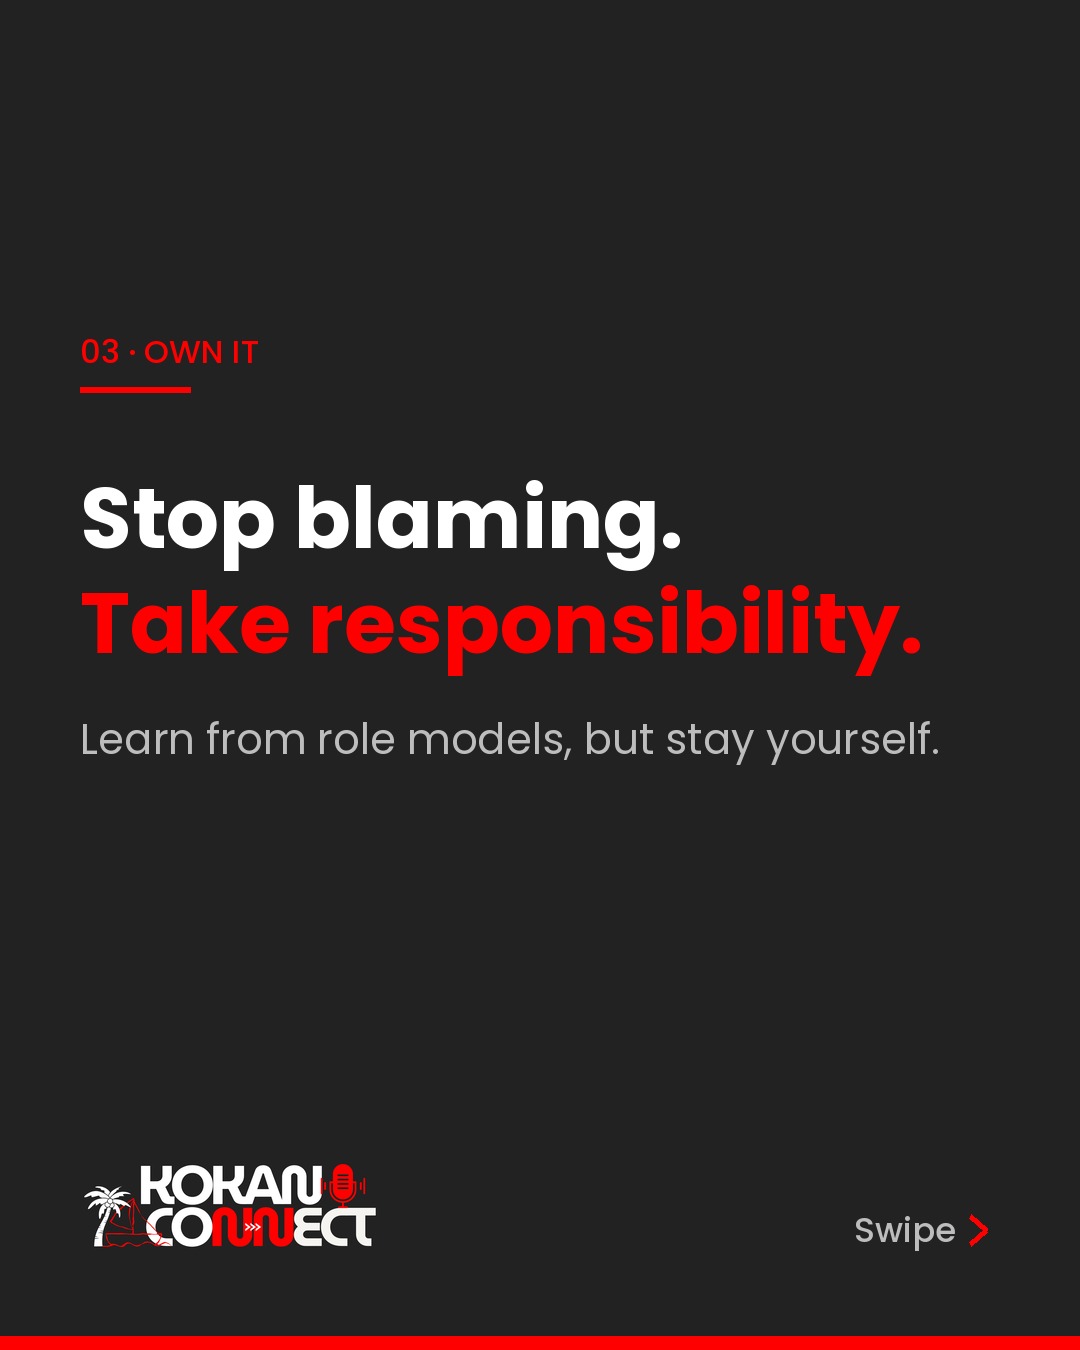 03 · OWN IT
Stop blaming.
Take responsibility.
Learn from role models, but stay yourself.
KOKAN
CONNECT
Swipe